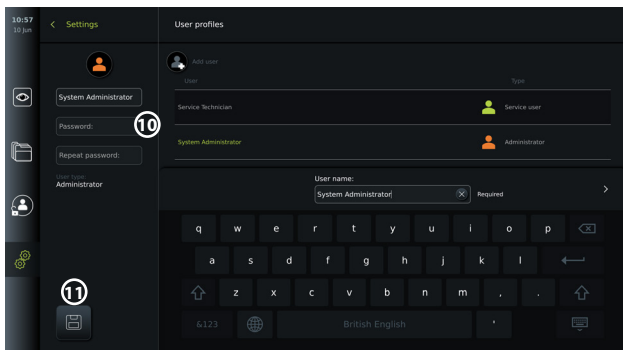 10:57
10 Jun
Settings
User profiles
Add user
User
Type
System Administrator
Service Technician
Service user
Password:
10
System Administrator
Administrator
Repeat password:
User type:
Administrator
User name:
System Administrator
Required
q w e r t y u i o p
a s d f g h j k l
z x c v b n m , .
11
&123
British English
'